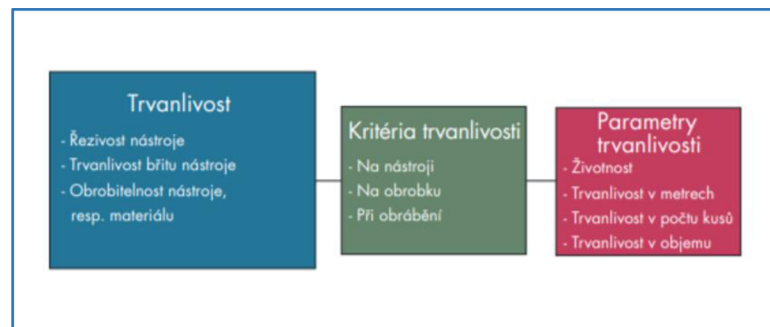 Trvanlivost
- Řezivost nástroje
- Trvanlivost břitu nástroje
- Obrobitelnost nástroje,
resp. materiálu
Kritéria trvanlivosti
- Na nástroji
- Na obrobku
- Při obrábění
Parametry
trvanlivosti
- Životnost
- Trvanlivost v metrech
- Trvanlivost v počtu kusů
- Trvanlivost v objemu